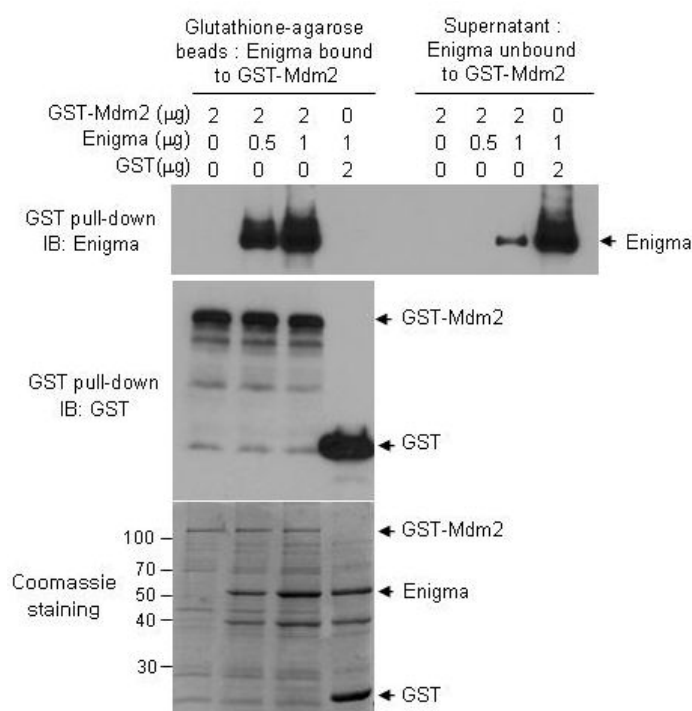 Glutathione-agarose
beads : Enigma bound
to GST-Mdm2
Supernatant :
Enigma unbound
to GST-Mdm2
GST-Mdm2 (µg) 2 2 2 0 2 2 2 0
Enigma (µg) 0 0.5 1 1 0 0.5 1 1
GST(µg) 0 0 0 2 0 0 0 2
GST pull-down
IB: Enigma
Enigma
GST-Mdm2
GST pull-down
IB: GST
GST
GST-Mdm2
100
70
Coomassie
staining
50
Enigma
40
30
GST